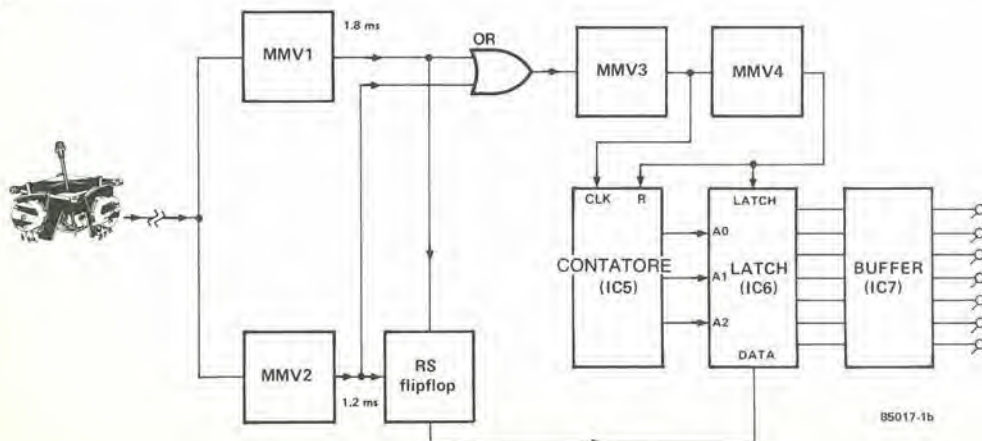 1.8 ms
MMV1
OR
MMV3
MMV4
CLK
R
LATCH
A0
CONTATORE
(IC5)
A1
LATCH
(IC6)
BUFFER
(IC7)
A2
DATA
MMV2
1.2 ms
RS
flipflop
85017-1b